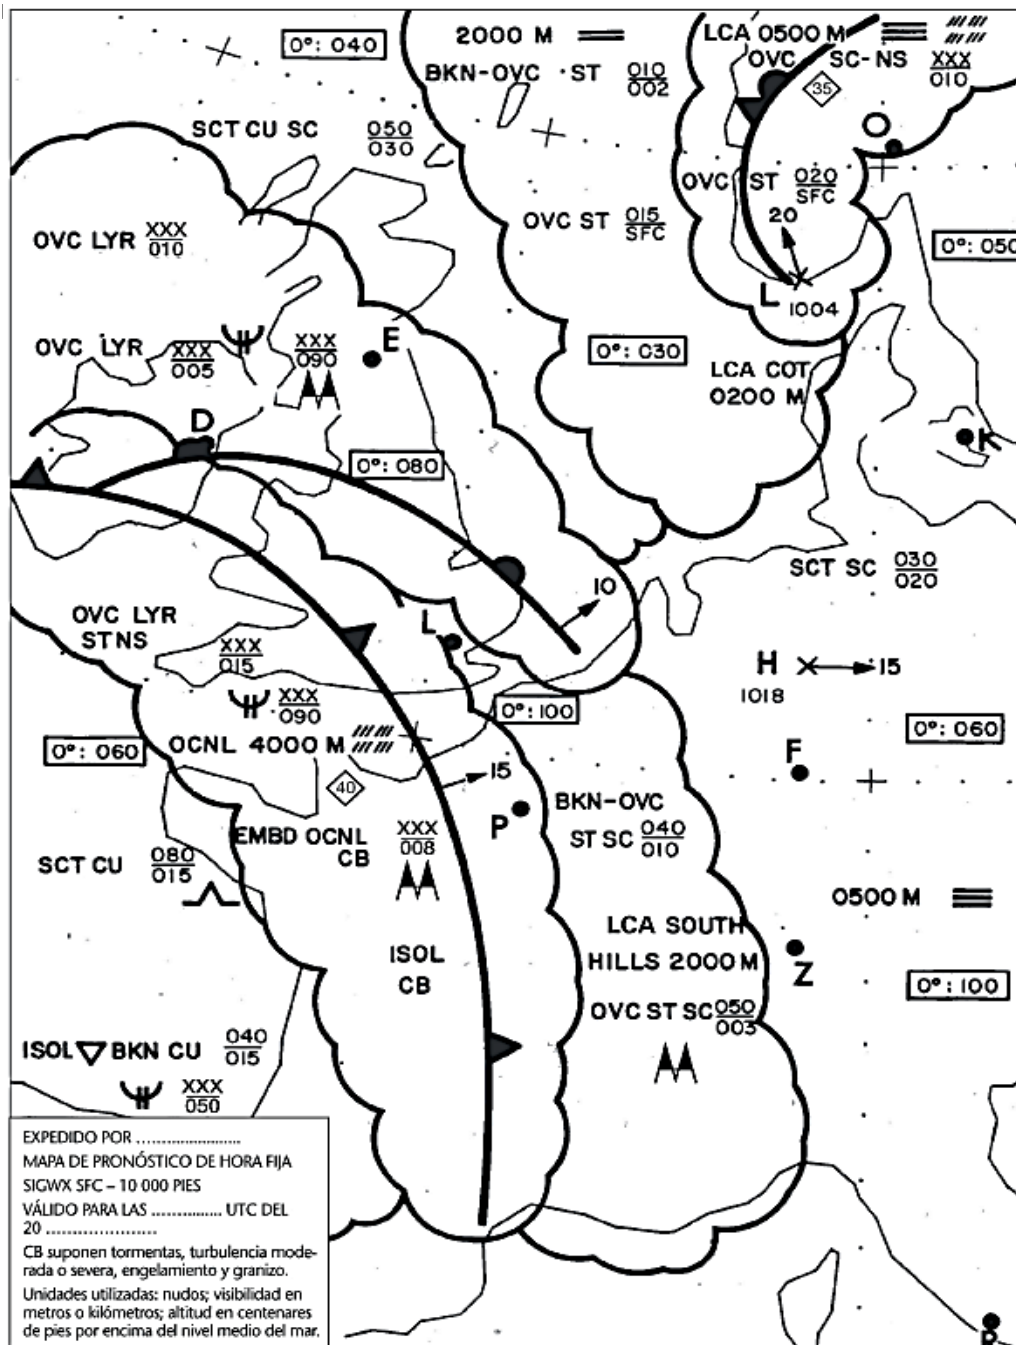 0°: 040
2000 M
BKN-OVC ST 010
002
LCA 0500 M
OVC SC-NS XXX
010
35
O
SCT CU SC 050
030
OVC ST 020
SFC
20
L
1004
OVC ST 015
SFC
0°: 050
OVC LYR XXX
010
OVC LYR XXX
005
XXX
090
E
0°: 030
LCA COT
0200 M
K
D
0°: 080
SCT SC 030
020
10
OVC LYR
STNS
XXX
015
L
H
1018
15
XXX
090
0°: 100
0°: 060
OCNL 4000 M
0°: 060
40
15
F
EMBD OCNL
CB
XXX
008
P
BKN-OVC
ST SC 040
010
SCT CU 080
015
0500 M
LCA SOUTH
HILLS 2000 M
Z
ISOL
CB
0°: 100
OVC ST SC 050
003
ISOL BKN CU 040
015
XXX
050
EXPEDIDO POR ........................
MAPA DE PRONÓSTICO DE HORA FIJA
SIGWX SFC – 10 000 PIES
VÁLIDO PARA LAS ................ UTC DEL
20 .........................
CB suponen tormentas, turbulencia mode-
rada o severa, engelamiento y granizo.
Unidades utilizadas: nudos; visibilidad en
metros o kilómetros; altitud en centenares
de pies por encima del nivel medio del mar.